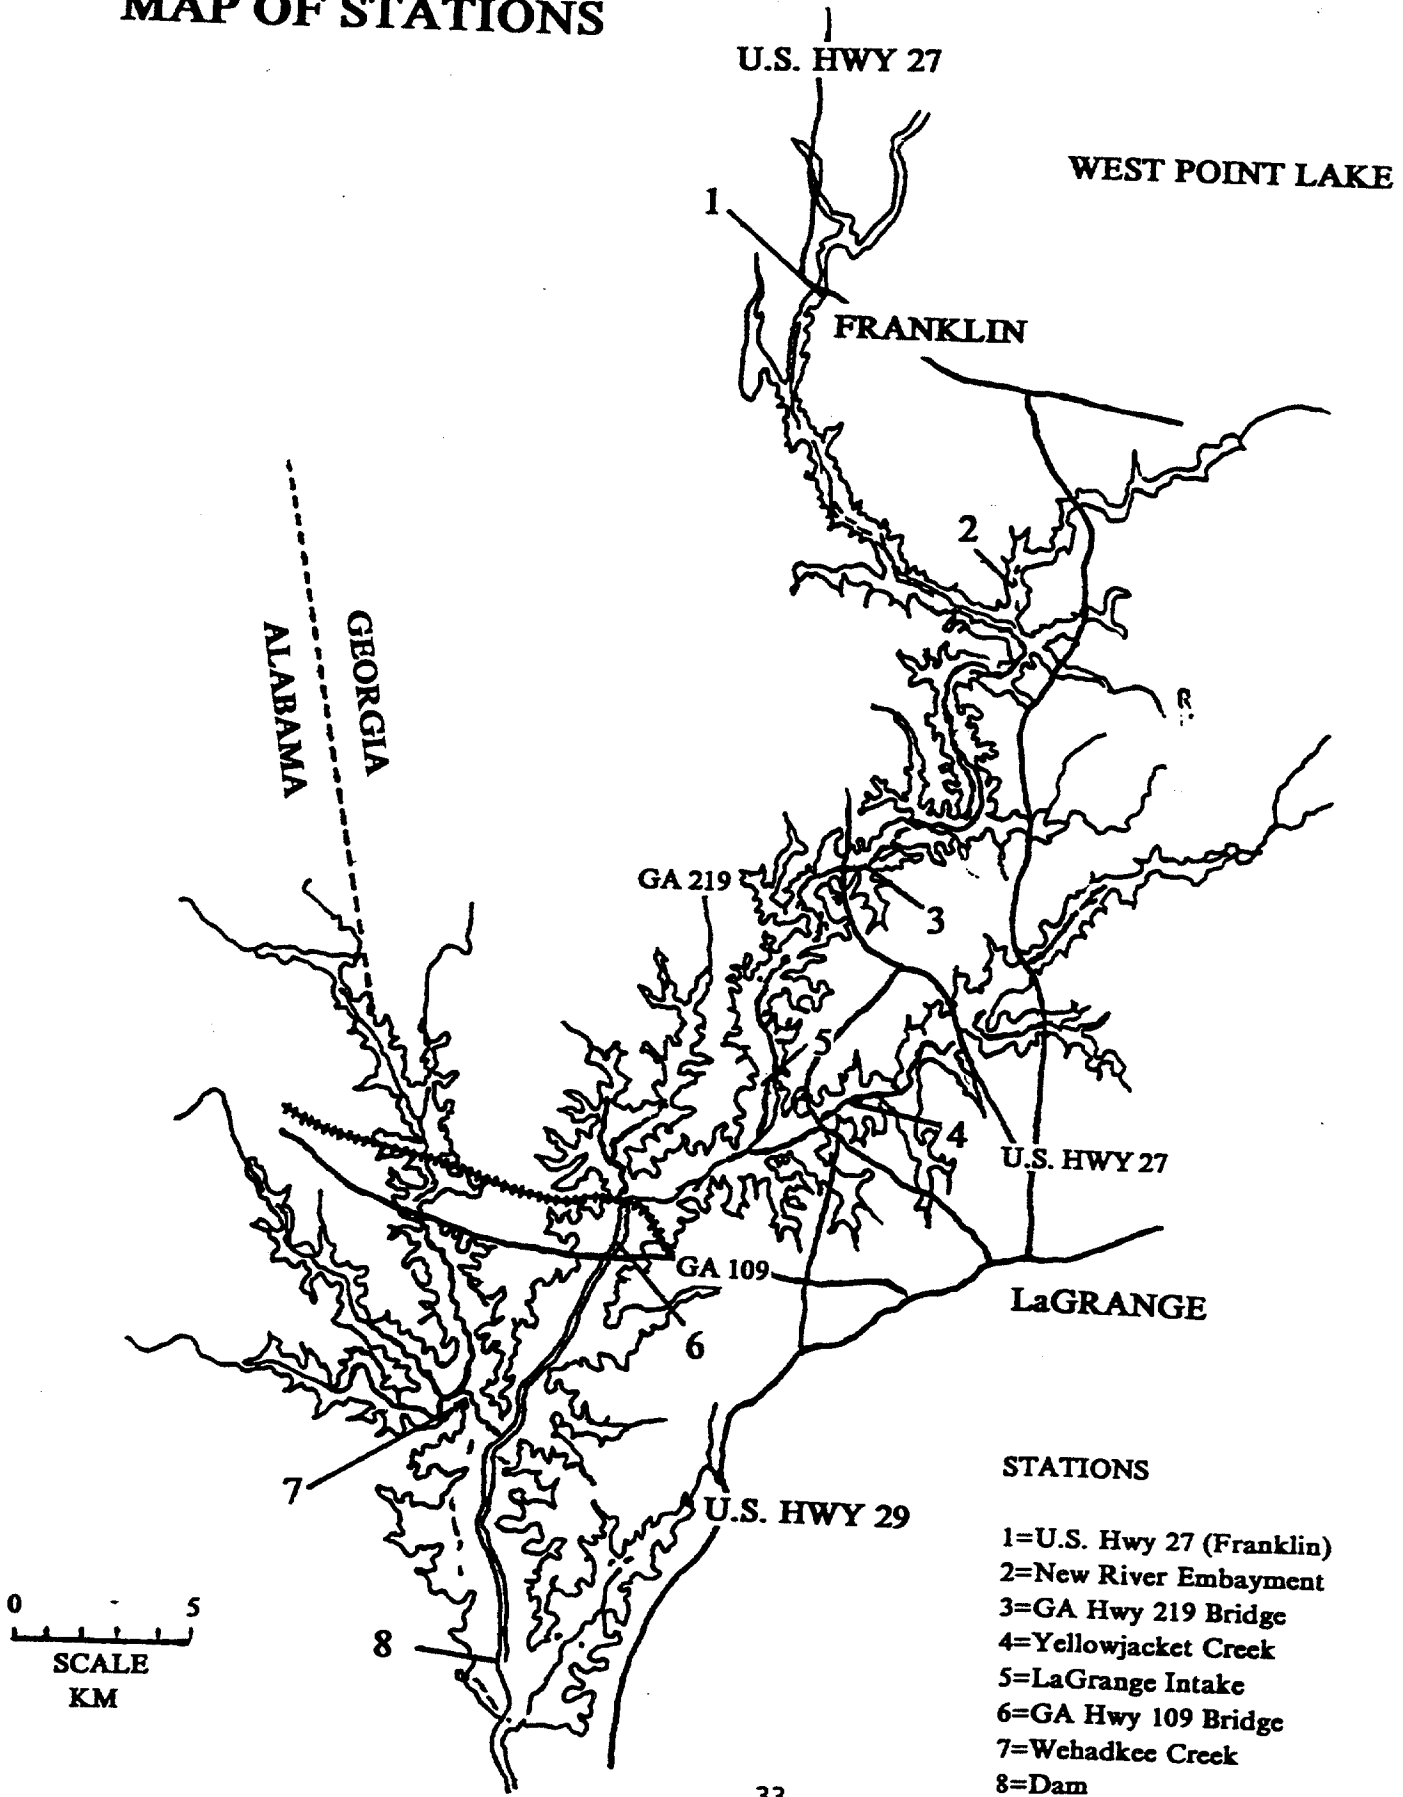 MAP OF STATIONS
U.S. HWY 27
WEST POINT LAKE
1
FRANKLIN
2
GEORGIA
ALABAMA
R
GA 219
3
5
4
U.S. HWY 27
GA 109
LaGRANGE
6
7
U.S. HWY 29
8
0 5
SCALE
KM
STATIONS
1=U.S. Hwy 27 (Franklin)
2=New River Embayment
3=GA Hwy 219 Bridge
4=Yellowjacket Creek
5=LaGrange Intake
6=GA Hwy 109 Bridge
7=Wehadkee Creek
8=Dam
33